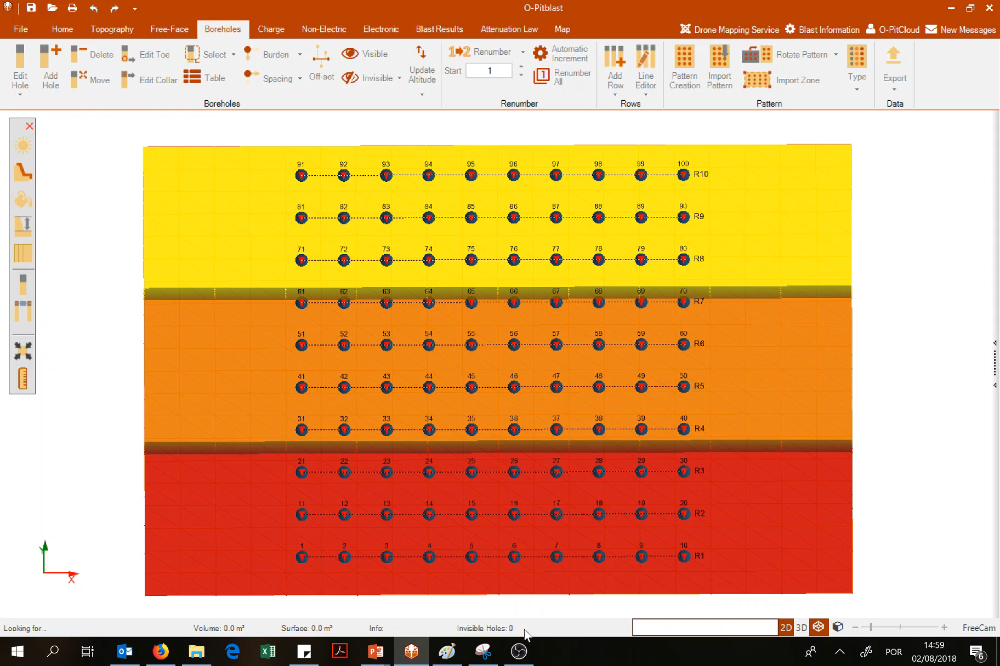 O-Pitblast
File Home Topography Free-Face Boreholes Charge Non-Electric Electronic Blast Results Attenuation Law Map Drone Mapping Service Blast Information O-PitCloud New Messages
Edit Hole
Add Hole
Delete
Move
Edit Toe
Edit Collar
Select
Table
Burden
Spacing
Off-set
Visible
Invisible
Update Altitude
Boreholes
1 2 Renumber
Start 1
Automatic Increment
1 Renumber All
Renumber
Add Row
Line Editor
Rows
Pattern Creation
Import Pattern
Rotate Pattern
Import Zone
Type
Pattern
Export
Data
91 92 93 94 95 96 97 98 99 100
R10
81 82 83 84 85 86 87 88 89 90
R9
71 72 73 74 75 76 77 78 79 80
R8
61 62 63 64 65 66 67 68 69 70
R7
51 52 53 54 55 56 57 58 59 60
R6
41 42 43 44 45 46 47 48 49 50
R5
31 32 33 34 35 36 37 38 39 40
R4
21 22 23 24 25 26 27 28 29 30
R3
11 12 13 14 15 16 17 18 19 20
R2
1 2 3 4 5 6 7 8 9 10
R1
Y
X
Looking for... Volume: 0.0 m³ Surface: 0.0 m² Info: Invisible Holes: 0 2D 3D FreeCam
POR
14:59
02/08/2018
6